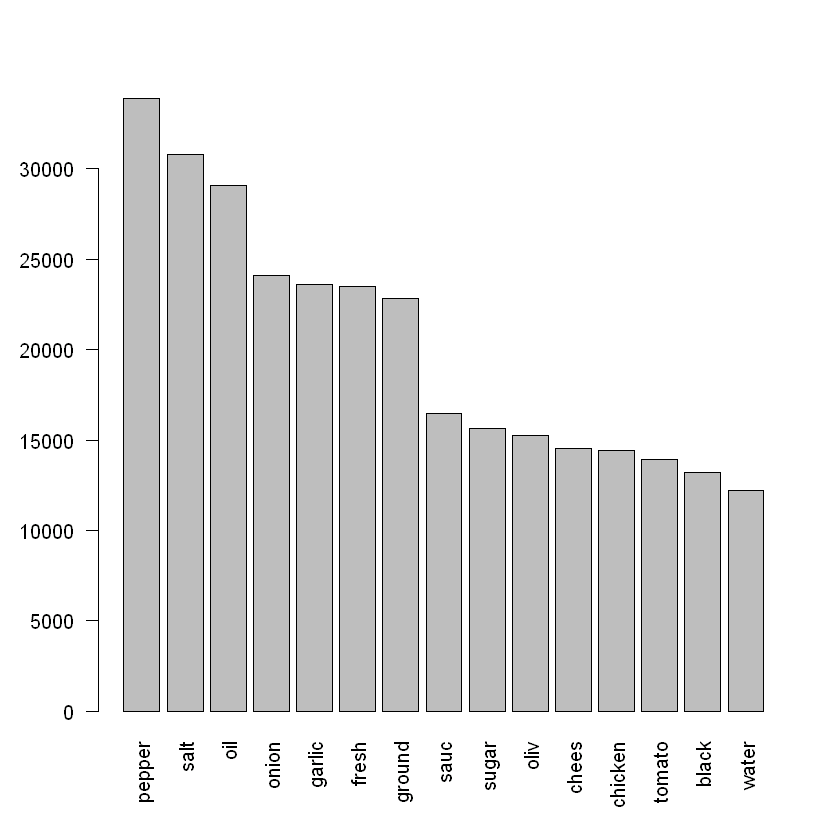 30000
25000
20000
15000
10000
5000
0
pepper
salt
oil
onion
garlic
fresh
ground
sauc
sugar
oliv
chees
chicken
tomato
black
water